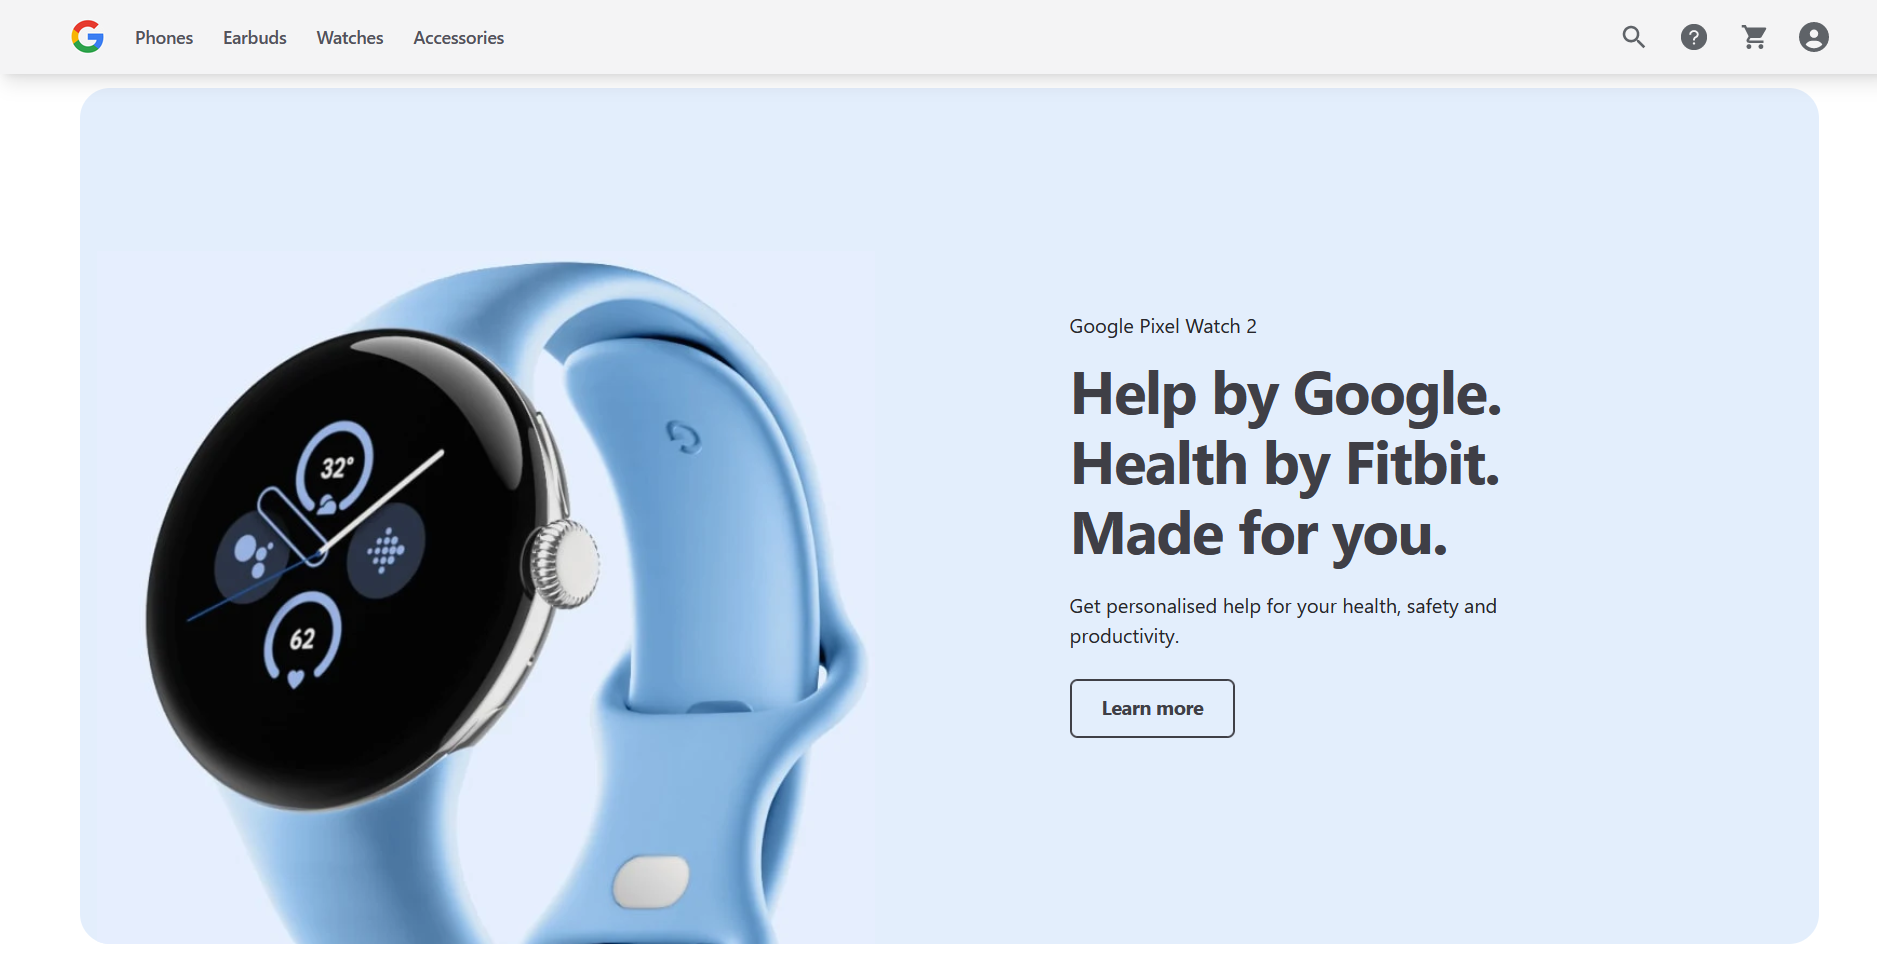 Phones Earbuds Watches Accessories
32°
62
Google Pixel Watch 2
Help by Google.
Health by Fitbit.
Made for you.
Get personalised help for your health, safety and
productivity.
Learn more